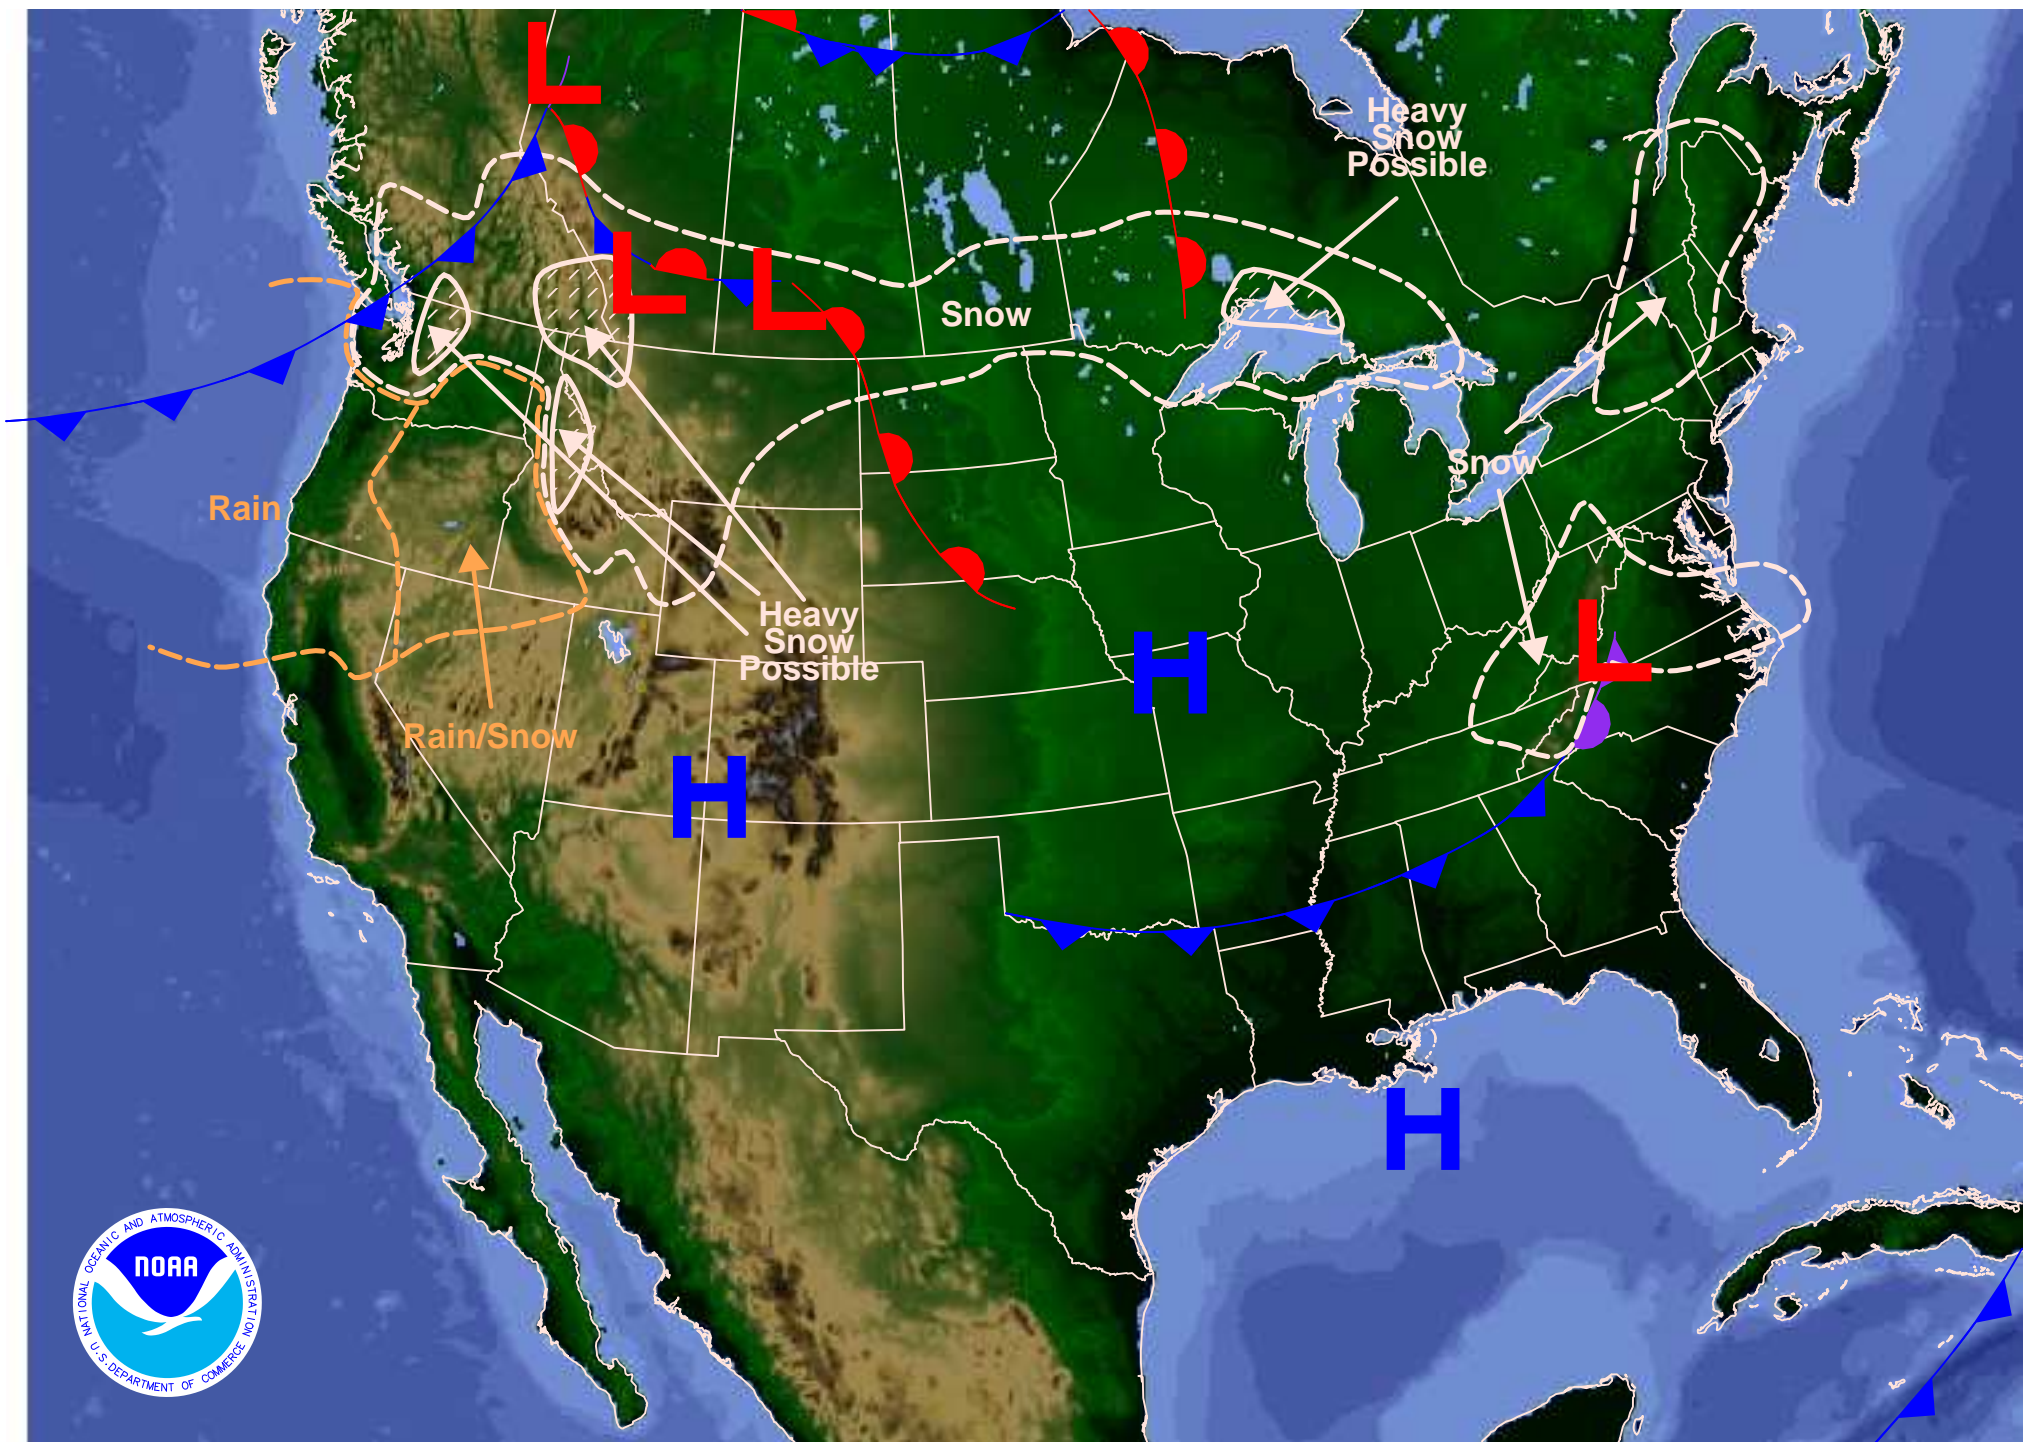 L
Heavy
Snow
Possible
L
L
Snow
Snow
Rain
Heavy
Snow
Possible
L
H
Rain/Snow
H
H
NATIONAL OCEANIC AND ATMOSPHERIC ADMINISTRATION
NOAA
U.S. DEPARTMENT OF COMMERCE